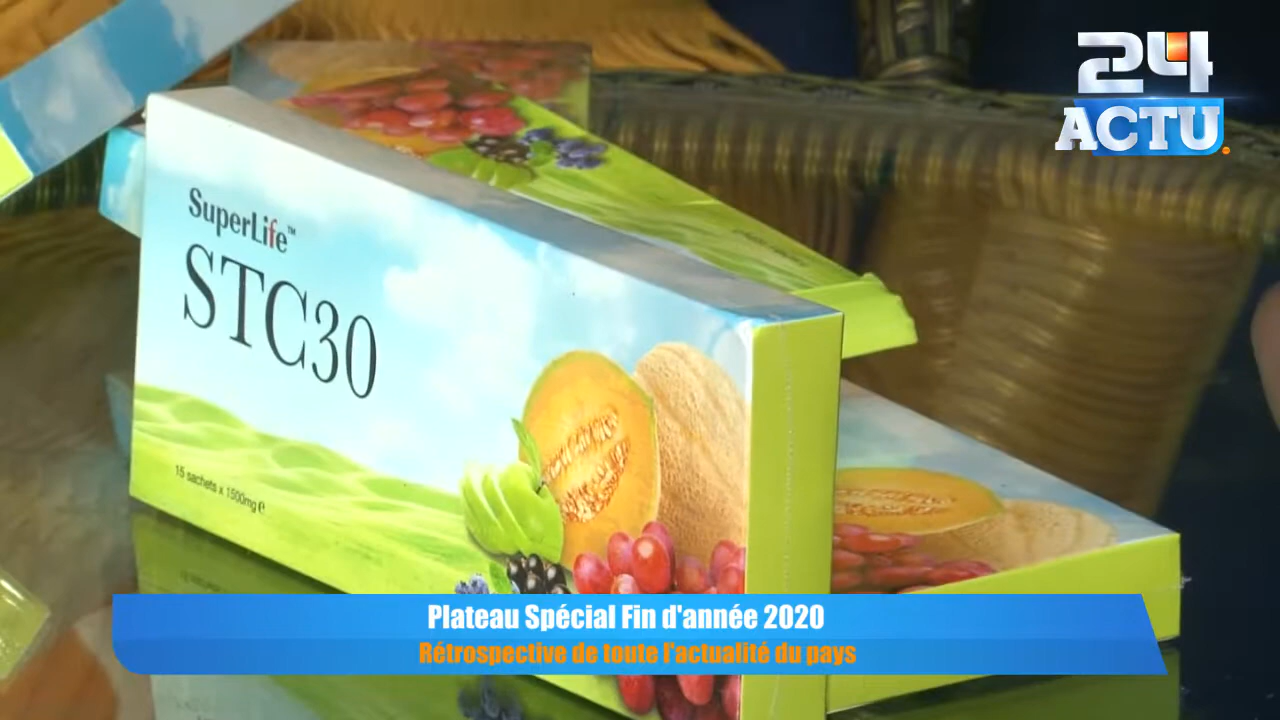 24
ACTU
SuperLife™
STC30
15 sachets x 1500mg e
Plateau Spécial Fin d'année 2020
Rétrospective de toute l'actualité du pays